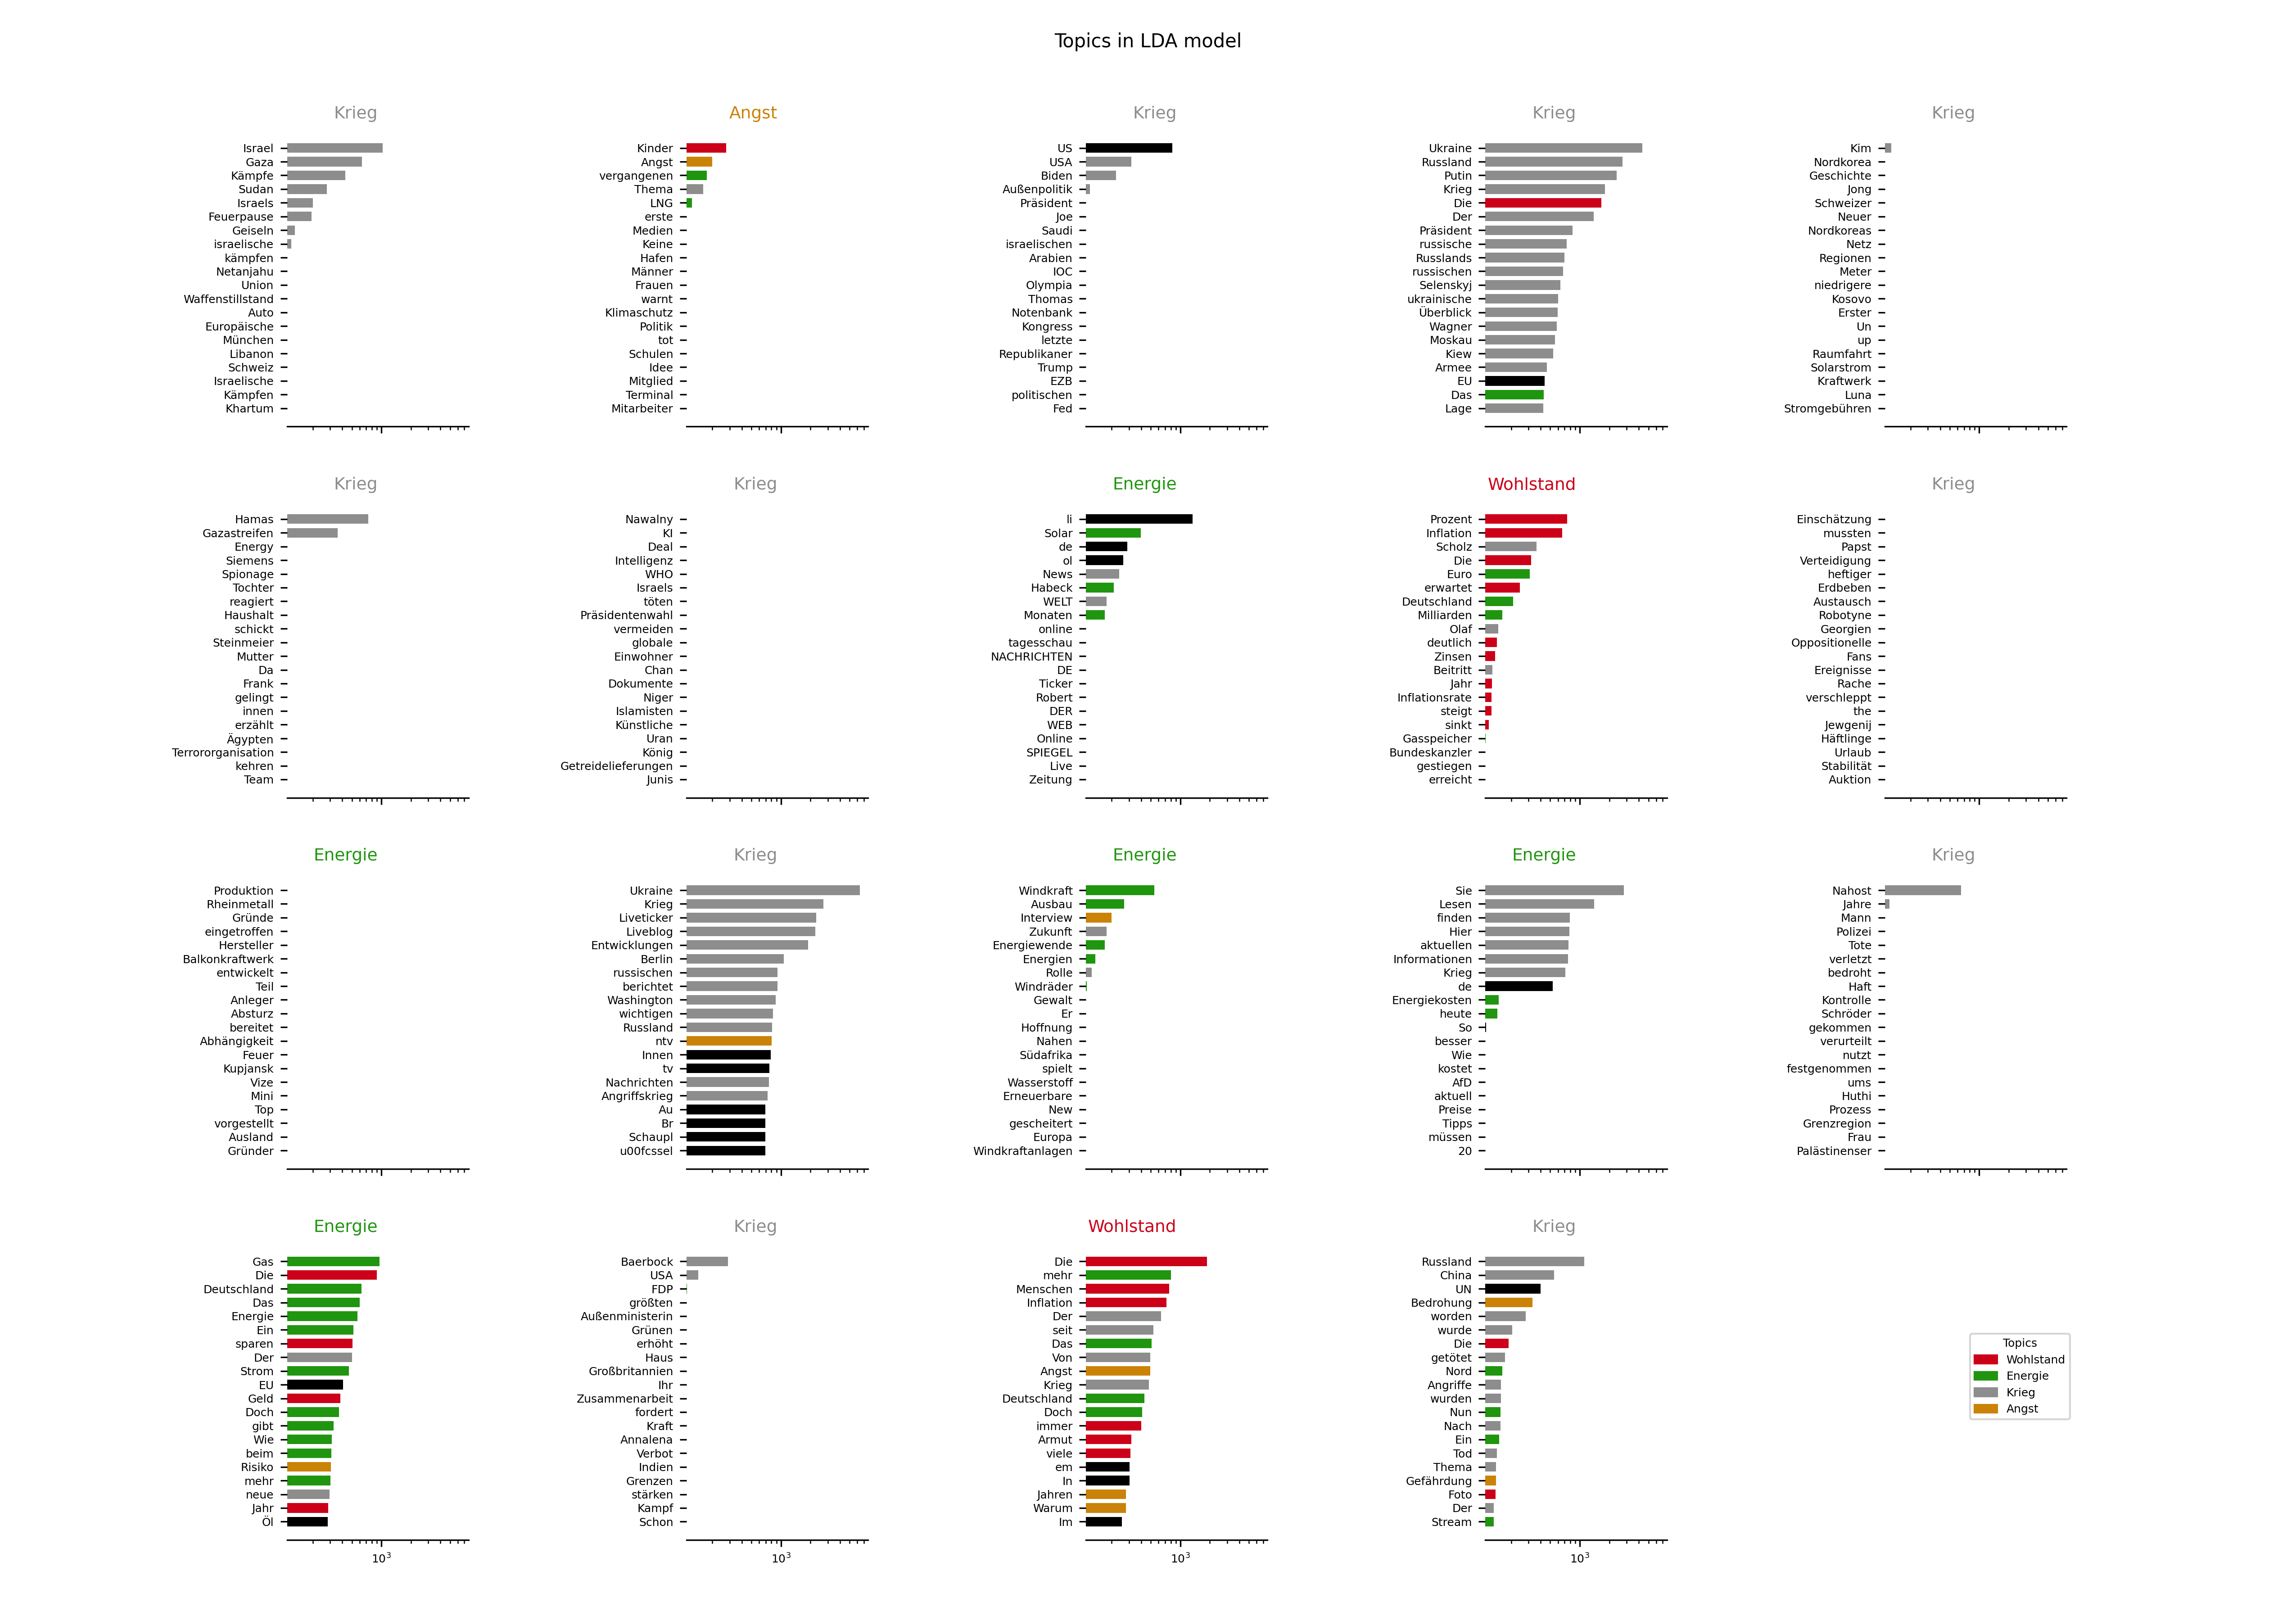 Topics in LDA model
Krieg
Israel
Gaza
Kämpfe
Sudan
Israels
Feuerpause
Geiseln
israelische
kämpfen
Netanjahu
Union
Waffenstillstand
Auto
Europäische
München
Libanon
Schweiz
Israelische
Kämpfen
Khartum
Angst
Kinder
Angst
vergangenen
Thema
LNG
erste
Medien
Keine
Hafen
Männer
Frauen
warnt
Klimaschutz
Politik
tot
Schulen
Idee
Mitglied
Terminal
Mitarbeiter
Krieg
US
USA
Biden
Außenpolitik
Präsident
Joe
Saudi
israelischen
Arabien
IOC
Olympia
Thomas
Notenbank
Kongress
letzte
Republikaner
Trump
EZB
politischen
Fed
Krieg
Ukraine
Russland
Putin
Krieg
Die
Der
Präsident
russische
Russlands
russischen
Selenskyj
ukrainische
Überblick
Wagner
Moskau
Kiew
Armee
EU
Das
Lage
Krieg
Kim
Nordkorea
Geschichte
Jong
Schweizer
Neuer
Nordkoreas
Netz
Regionen
Meter
niedrigere
Kosovo
Erster
Un
up
Raumfahrt
Solarstrom
Kraftwerk
Luna
Stromgebühren
Krieg
Hamas
Gazastreifen
Energy
Siemens
Spionage
Tochter
reagiert
Haushalt
schickt
Steinmeier
Mutter
Da
Frank
gelingt
innen
erzählt
Ägypten
Terrororganisation
kehren
Team
Krieg
Nawalny
KI
Deal
Intelligenz
WHO
Israels
töten
Präsidentenwahl
vermeiden
globale
Einwohner
Chan
Dokumente
Niger
Islamisten
Künstliche
Uran
König
Getreidelieferungen
Junis
Energie
li
Solar
de
ol
News
Habeck
WELT
Monaten
online
tagesschau
NACHRICHTEN
DE
Ticker
Robert
DER
WEB
Online
SPIEGEL
Live
Zeitung
Wohlstand
Prozent
Inflation
Scholz
Die
Euro
erwartet
Deutschland
Milliarden
Olaf
deutlich
Zinsen
Beitritt
Jahr
Inflationsrate
steigt
sinkt
Gasspeicher
Bundeskanzler
gestiegen
erreicht
Krieg
Einschätzung
mussten
Papst
Verteidigung
heftiger
Erdbeben
Austausch
Robotyne
Georgien
Oppositionelle
Fans
Ereignisse
Rache
verschleppt
the
Jewgenij
Häftlinge
Urlaub
Stabilität
Auktion
Energie
Produktion
Rheinmetall
Gründe
eingetroffen
Hersteller
Balkonkraftwerk
entwickelt
Teil
Anleger
Absturz
bereitet
Abhängigkeit
Feuer
Kupjansk
Vize
Mini
Top
vorgestellt
Ausland
Gründer
Krieg
Ukraine
Krieg
Liveticker
Liveblog
Entwicklungen
Berlin
russischen
berichtet
Washington
wichtigen
Russland
ntv
Innen
tv
Nachrichten
Angriffskrieg
Au
Br
Schaupl
u00fcssel
Energie
Windkraft
Ausbau
Interview
Zukunft
Energiewende
Energien
Rolle
Windräder
Gewalt
Er
Hoffnung
Nahen
Südafrika
spielt
Wasserstoff
Erneuerbare
New
gescheitert
Europa
Windkraftanlagen
Energie
Sie
Lesen
finden
Hier
aktuellen
Informationen
Krieg
de
Energiekosten
heute
So
besser
Wie
kostet
AfD
aktuell
Preise
Tipps
müssen
20
Krieg
Nahost
Jahre
Mann
Polizei
Tote
verletzt
bedroht
Haft
Kontrolle
Schröder
gekommen
verurteilt
nutzt
festgenommen
ums
Huthi
Prozess
Grenzregion
Frau
Palästinenser
Energie
Gas
Die
Deutschland
Das
Energie
Ein
sparen
Der
Strom
EU
Geld
Doch
gibt
Wie
beim
Risiko
mehr
neue
Jahr
Öl
10³
Krieg
Baerbock
USA
FDP
größten
Außenministerin
Grünen
erhöht
Haus
Großbritannien
Ihr
Zusammenarbeit
fordert
Kraft
Annalena
Verbot
Indien
Grenzen
stärken
Kampf
Schon
10³
Wohlstand
Die
mehr
Menschen
Inflation
Der
seit
Das
Von
Angst
Krieg
Deutschland
Doch
immer
Armut
viele
em
In
Jahren
Warum
Im
10³
Krieg
Russland
China
UN
Bedrohung
worden
wurde
Die
getötet
Nord
Angriffe
wurden
Nun
Nach
Ein
Tod
Thema
Gefährdung
Foto
Der
Stream
10³
Topics
Wohlstand
Energie
Krieg
Angst